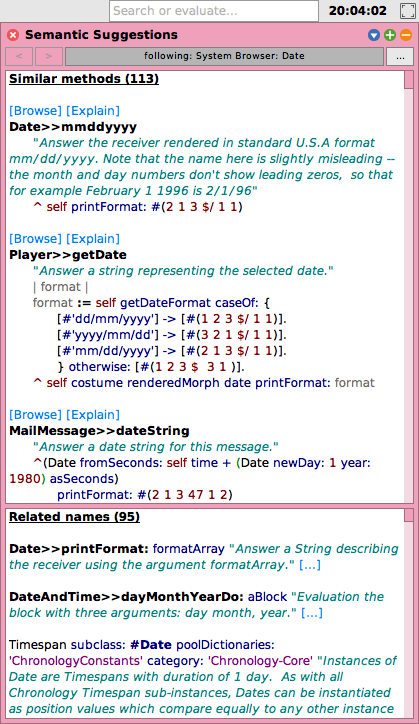 Search or evaluate...
20:04:02
Semantic Suggestions
<
>
following: System Browser: Date
...
Similar methods (113)
[Browse] [Explain]
Date>>mmddyyyy
"Answer the receiver rendered in standard U.S.A format
mm/dd/yyyy. Note that the name here is slightly misleading --
the month and day numbers don't show leading zeros,  so that
for example February 1 1996 is 2/1/96"
^ self printFormat: #(2 1 3 $/ 1 1)
[Browse] [Explain]
Player>>getDate
"Answer a string representing the selected date."
| format |
format := self getDateFormat caseOf: {
[#'dd/mm/yyyy'] -> [#(1 2 3 $/ 1 1)].
[#'yyyy/mm/dd'] -> [#(3 2 1 $/ 1 1)].
[#'mm/dd/yyyy'] -> [#(2 1 3 $/ 1 1)].
} otherwise: [#(1 2 3 $  3 1 )].
^ self costume renderedMorph date printFormat: format
[Browse] [Explain]
MailMessage>>dateString
"Answer a date string for this message."
^(Date fromSeconds: self time + (Date newDay: 1 year:
1980) asSeconds)
printFormat: #(2 1 3 47 1 2)
Related names (95)
Date>>printFormat: formatArray "Answer a String describing
the receiver using the argument formatArray." [...]
DateAndTime>>dayMonthYearDo: aBlock "Evaluation the
block with three arguments: day month, year." [...]
Timespan subclass: #Date poolDictionaries:
'ChronologyConstants' category: 'Chronology-Core' "Instances of
Date are Timespans with duration of 1 day.  As with all
Chronology Timespan sub-instances, Dates can be instantiated
as position values which compare equally to any other instance